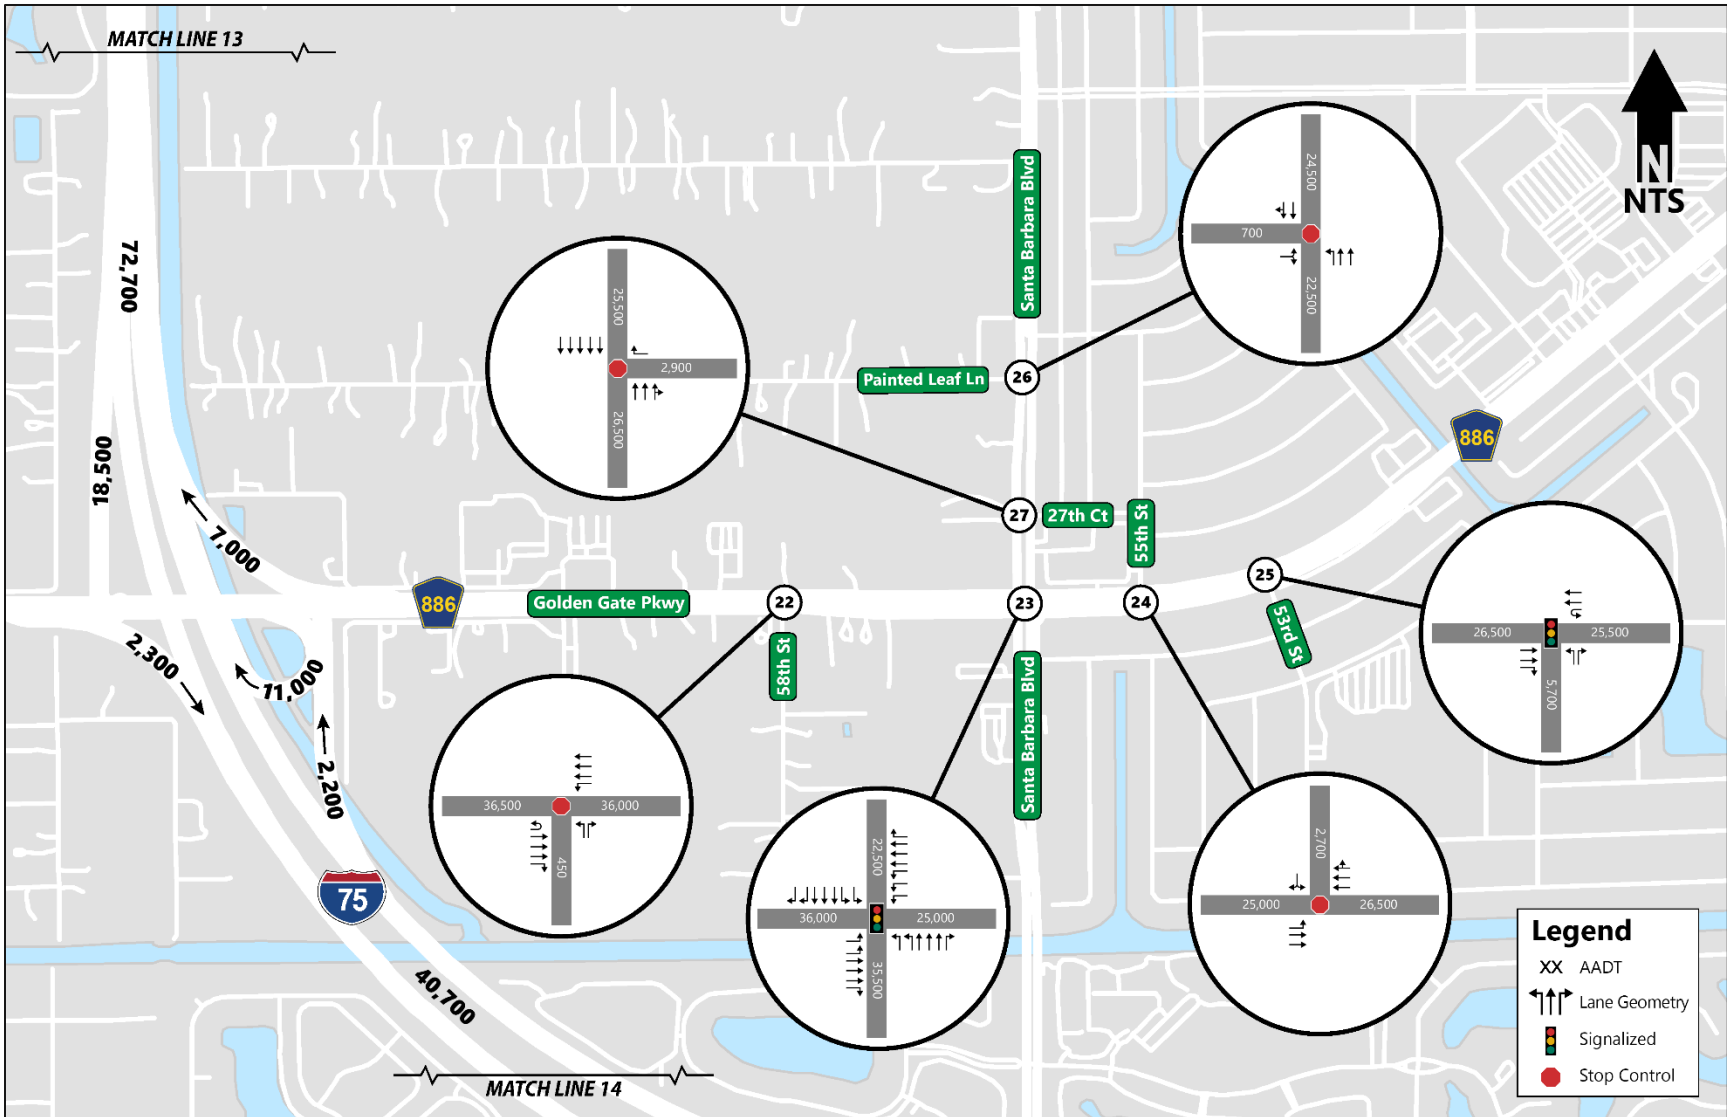 MATCH LINE 13
N
NTS
Santa Barbara Blvd
24,500
700
22,500
72,700
25,500
2,900
26,500
Painted Leaf Ln
26
886
18,500
27
27th Ct
55th St
7,000
25
886
Golden Gate Pkwy
22
23
24
53rd St
26,500
25,500
5,700
2,300
11,000
58th St
Santa Barbara Blvd
2,200
36,500
36,000
450
22,500
36,000
25,000
35,500
2,700
25,000
26,500
75
40,700
MATCH LINE 14
Legend
XX AADT
Lane Geometry
Signalized
Stop Control